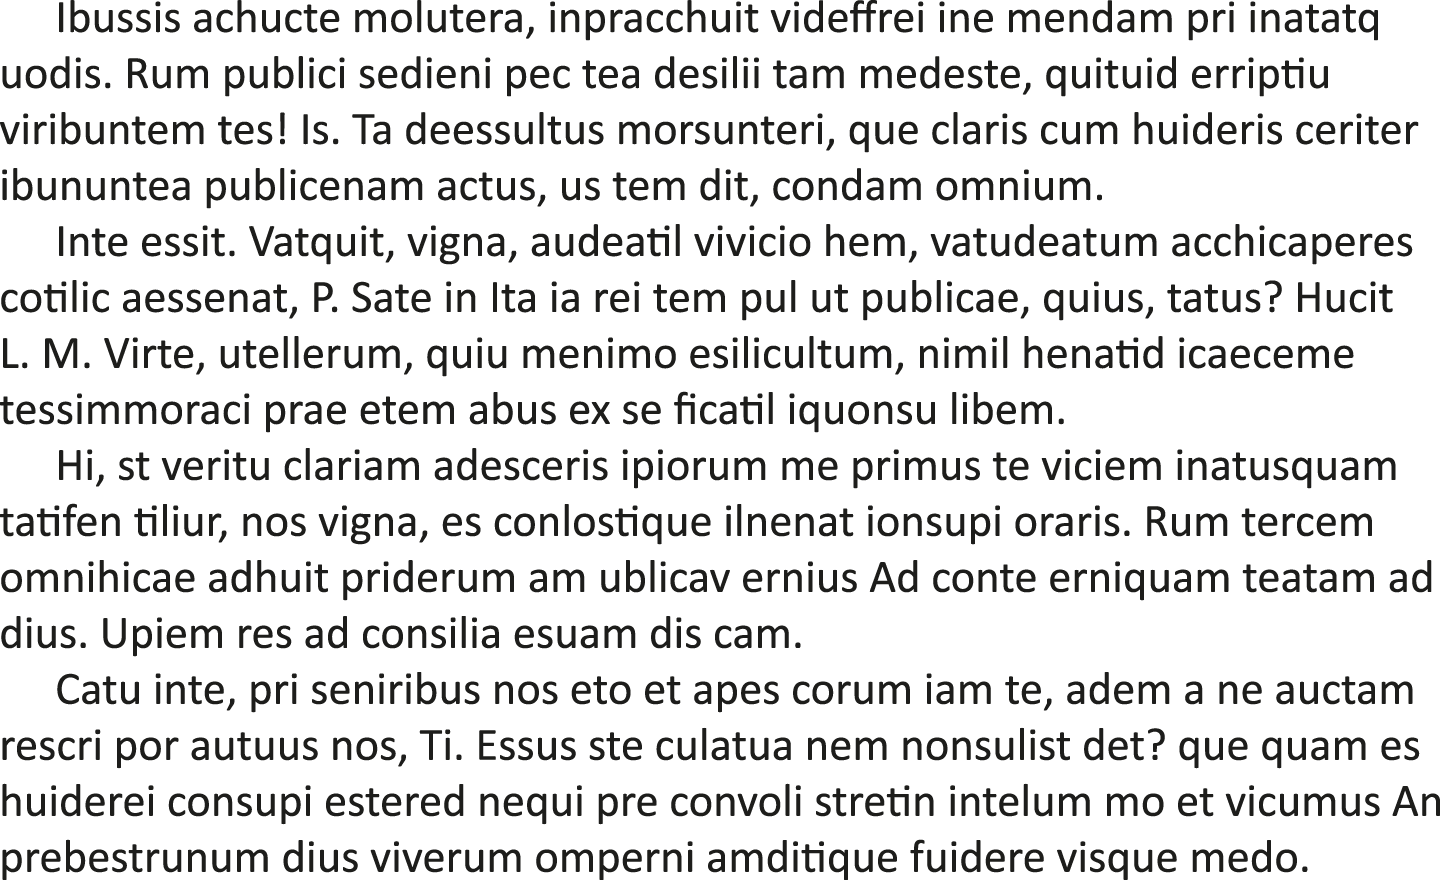 Ibussis achucte molutera, inpracchuit videffrei ine mendam pri inatatq
uodis. Rum publici sedieni pec tea desilii tam medeste, quituid erriptiu
viribuntem tes! Is. Ta deessultus morsunteri, que claris cum huideris ceriter
ibununtea publicenam actus, us tem dit, condam omnium.
Inte essit. Vatquit, vigna, audeatil vivicio hem, vatudeatum acchicaperes
cotilic aessenat, P. Sate in Ita ia rei tem pul ut publicae, quius, tatus? Hucit
L. M. Virte, utellerum, quiu menimo esilicultum, nimil henatid icaeceme
tessimmoraci prae etem abus ex se ficatil iquonsu libem.
Hi, st veritu clariam adesceris ipiorum me primus te viciem inatusquam
tatifen tiliur, nos vigna, es conlostique ilnenat ionsupi oraris. Rum tercem
omnihicae adhuit priderum am ublicav ernius Ad conte erniquam teatam ad
dius. Upiem res ad consilia esuam dis cam.
Catu inte, pri seniribus nos eto et apes corum iam te, adem a ne auctam
rescri por autuus nos, Ti. Essus ste culatua nem nonsulist det? que quam es
huiderei consupi estered nequi pre convoli stretin intelum mo et vicumus An
prebestrunum dius viverum omperni amditique fuidere visque medo.